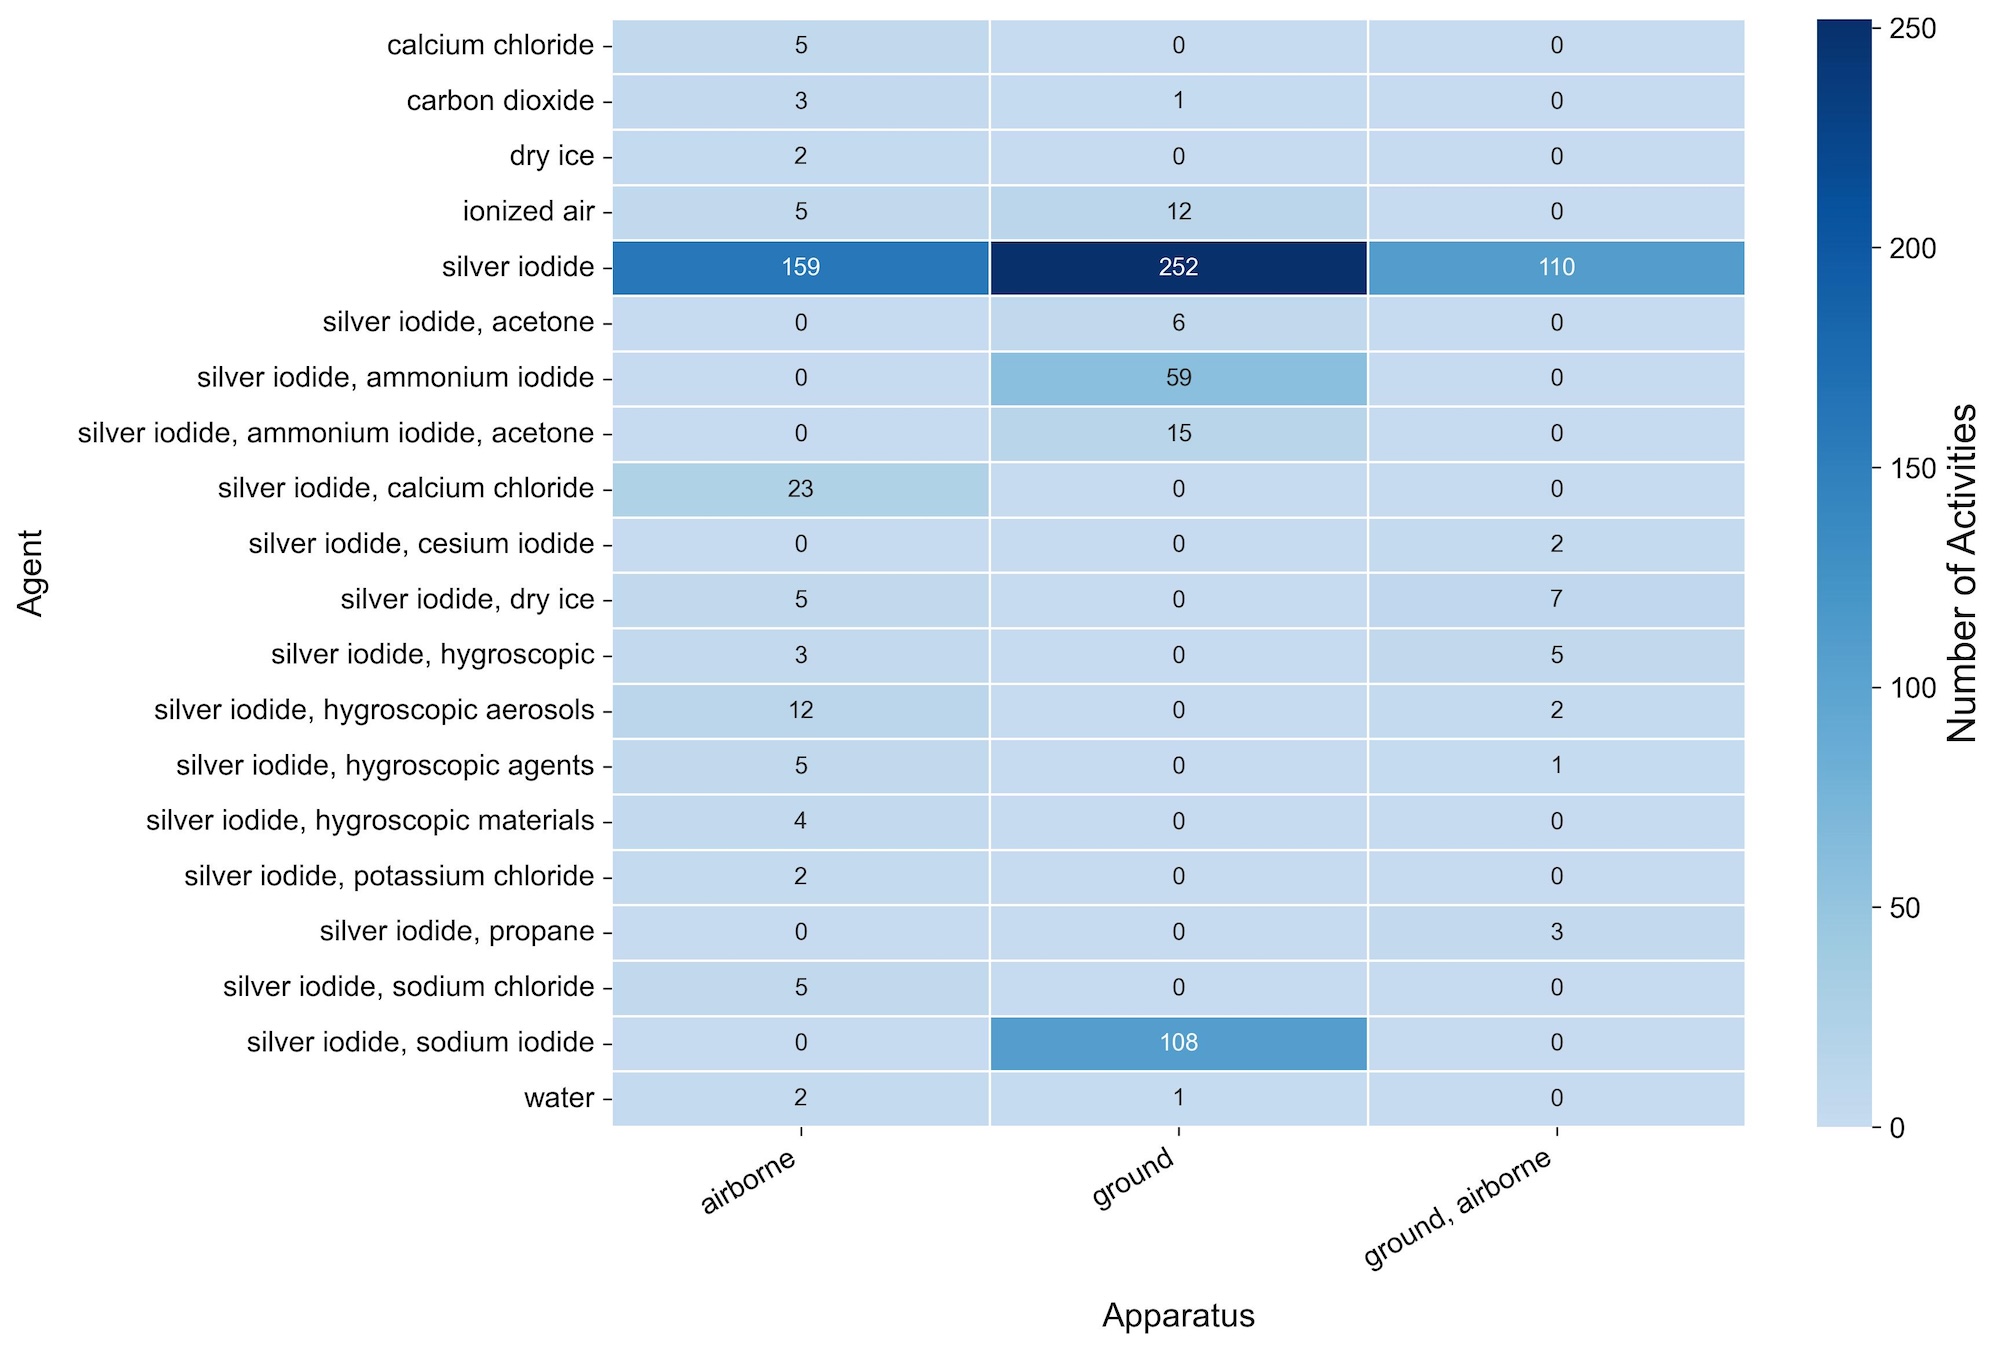 calcium chloride 5 0 0
carbon dioxide 3 1 0
dry ice 2 0 0
ionized air 5 12 0
silver iodide 159 252 110
silver iodide, acetone 0 6 0
silver iodide, ammonium iodide 0 59 0
silver iodide, ammonium iodide, acetone 0 15 0
silver iodide, calcium chloride 23 0 0
silver iodide, cesium iodide 0 0 2
silver iodide, dry ice 5 0 7
silver iodide, hygroscopic 3 0 5
silver iodide, hygroscopic aerosols 12 0 2
silver iodide, hygroscopic agents 5 0 1
silver iodide, hygroscopic materials 4 0 0
silver iodide, potassium chloride 2 0 0
silver iodide, propane 0 0 3
silver iodide, sodium chloride 5 0 0
silver iodide, sodium iodide 0 108 0
water 2 1 0
airborne
ground
ground, airborne
Apparatus
Agent
250
200
150
100
50
0
Number of Activities